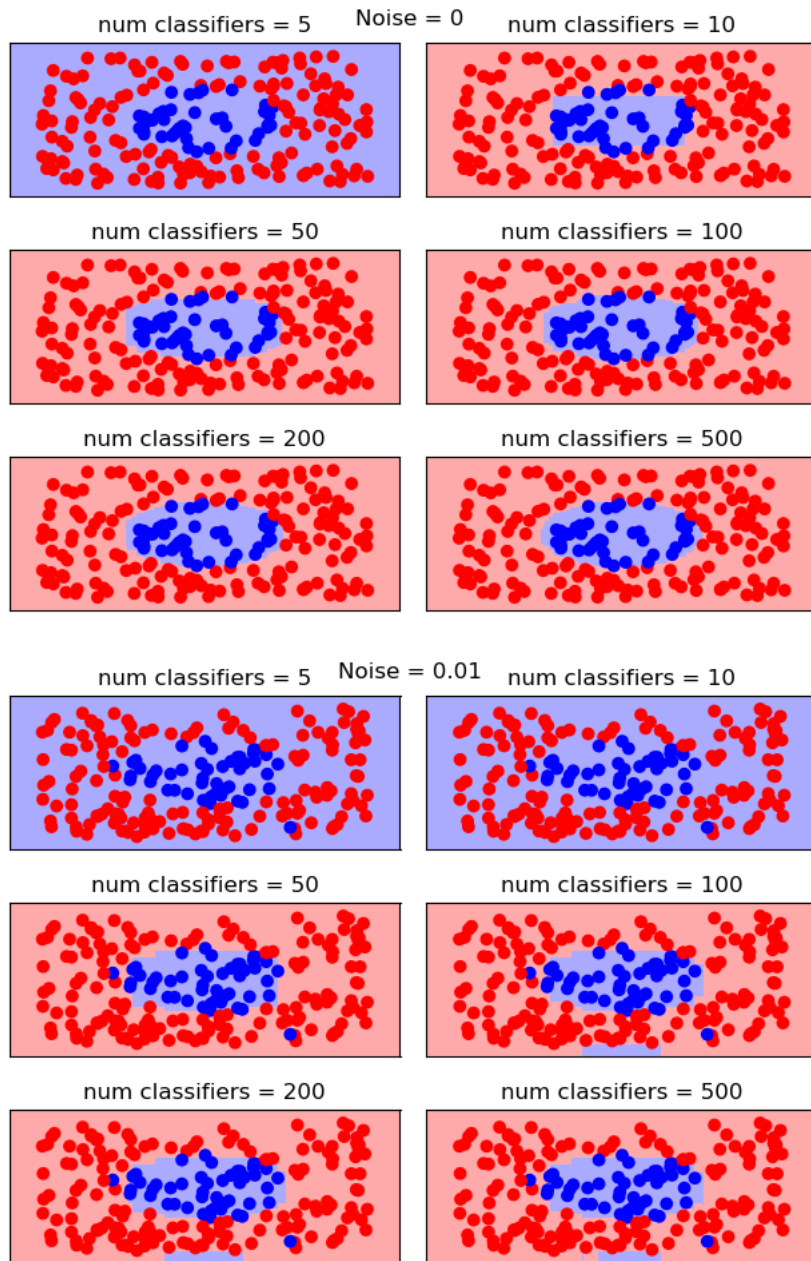 Noise = 0
num classifiers = 5
num classifiers = 10
num classifiers = 50
num classifiers = 100
num classifiers = 200
num classifiers = 500
Noise = 0.01
num classifiers = 5
num classifiers = 10
num classifiers = 50
num classifiers = 100
num classifiers = 200
num classifiers = 500